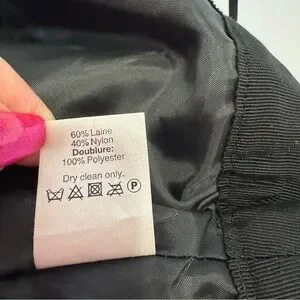 60% Laine
40% Nylon
Doublure:
100% Polyester
Dry clean only.
P